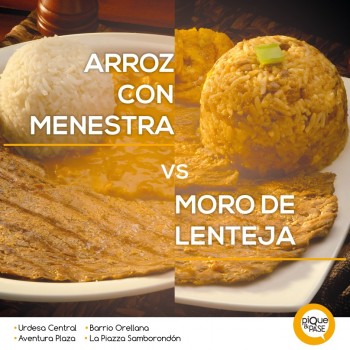 ARROZ
CON
MENESTRA
VS
MORO DE
LENTEJA
• Urdesa Central • Barrio Orellana
• Aventura Plaza • La Piazza Samborondón
pique
& PASE